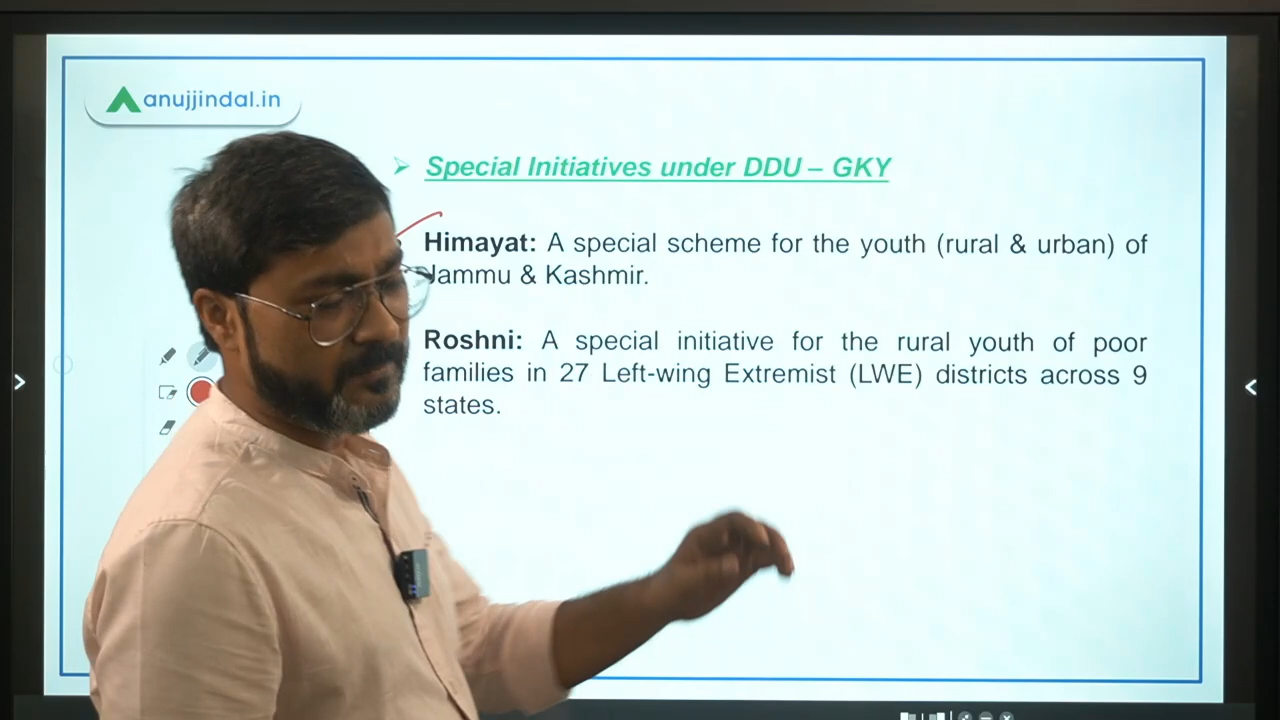 anujjindal.in
Special Initiatives under DDU – GKY
Himayat: A special scheme for the youth (rural & urban) of
Jammu & Kashmir.
Roshni: A special initiative for the rural youth of poor
families in 27 Left-wing Extremist (LWE) districts across 9
states.